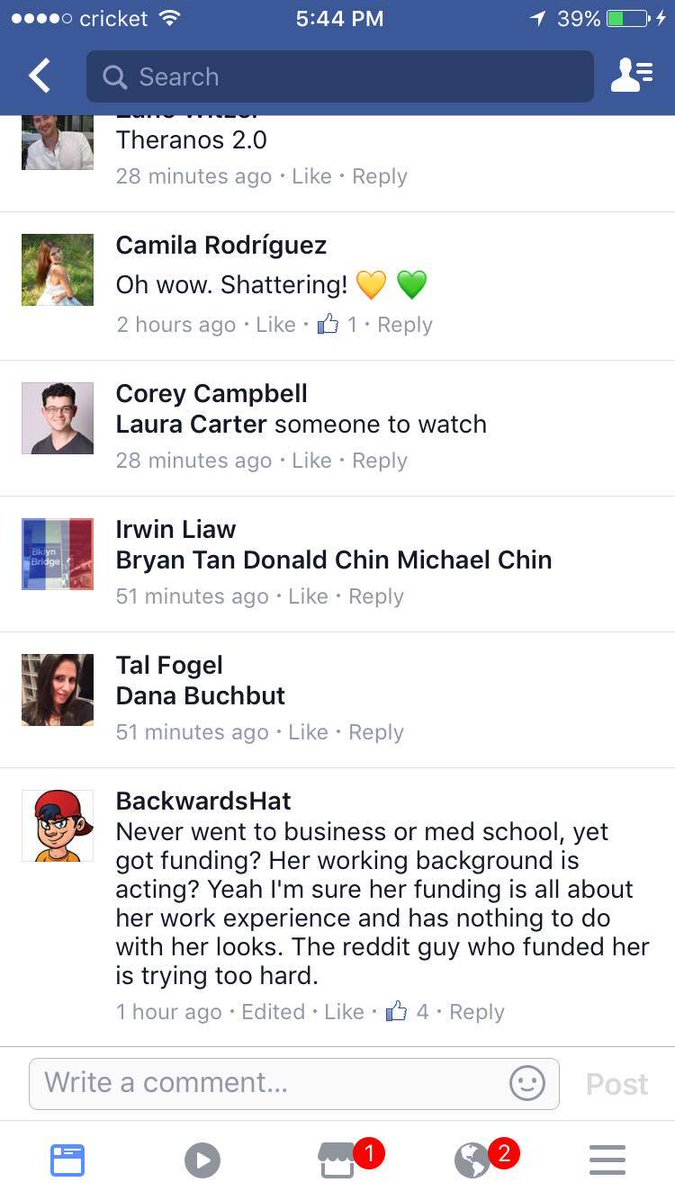 cricket 5:44 PM 39%
Search
Theranos 2.0
28 minutes ago · Like · Reply
Camila Rodríguez
Oh wow. Shattering! 💛 💚
2 hours ago · Like · 1 · Reply
Corey Campbell
Laura Carter someone to watch
28 minutes ago · Like · Reply
Bklyn
Bridge
Irwin Liaw
Bryan Tan Donald Chin Michael Chin
51 minutes ago · Like · Reply
Tal Fogel
Dana Buchbut
51 minutes ago · Like · Reply
BackwardsHat
Never went to business or med school, yet
got funding? Her working background is
acting? Yeah I'm sure her funding is all about
her work experience and has nothing to do
with her looks. The reddit guy who funded her
is trying too hard.
1 hour ago · Edited · Like · 4 · Reply
Write a comment... Post
1 2